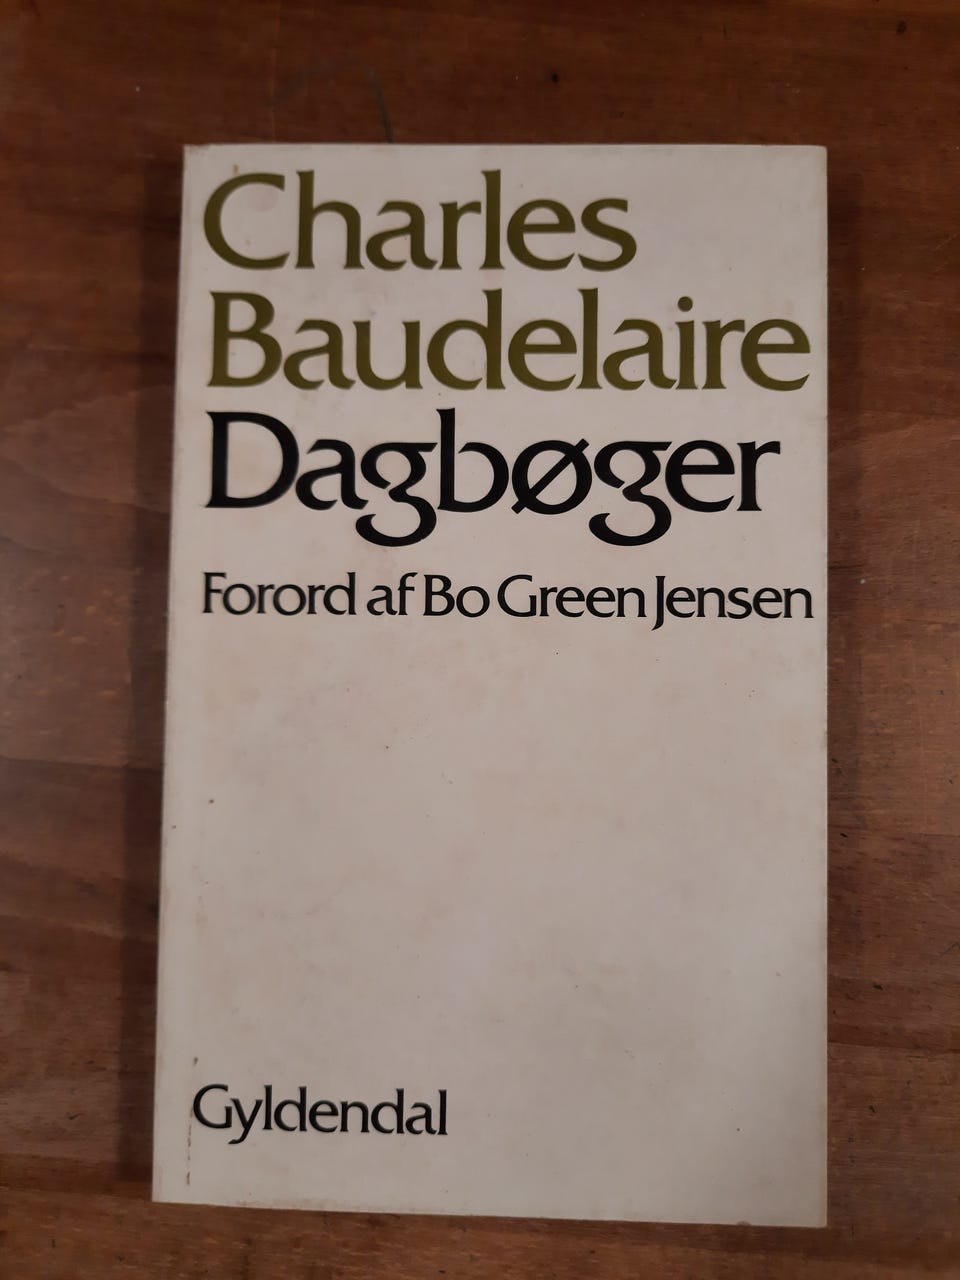 Charles
Baudelaire
Dagbøger
Forord af Bo Green Jensen
Gyldendal